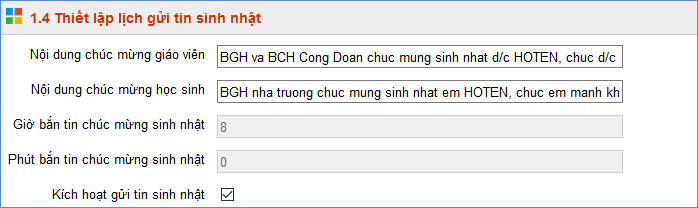 1.4 Thiết lập lịch gửi tin sinh nhật
Nội dung chúc mừng giáo viên BGH va BCH Cong Doan chuc mung sinh nhat d/c HOTEN, chuc d/c
Nội dung chúc mừng học sinh BGH nha truong chuc mung sinh nhat em HOTEN, chuc em manh kh
Giờ bắn tin chúc mừng sinh nhật 8
Phút bắn tin chúc mừng sinh nhật 0
Kích hoạt gửi tin sinh nhật